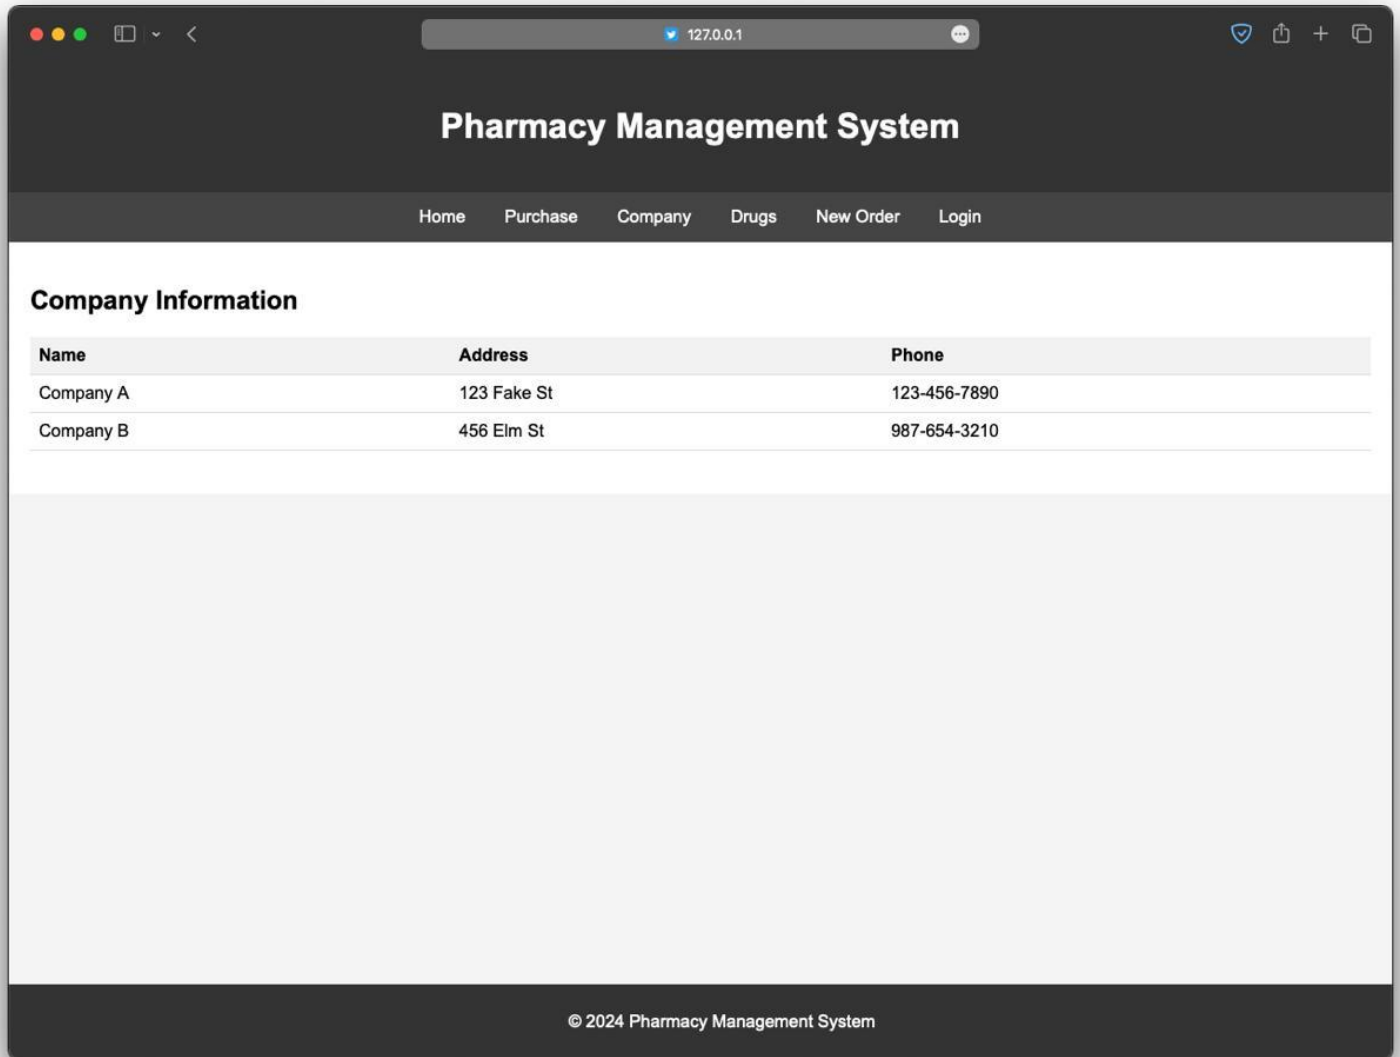 127.0.0.1
Pharmacy Management System
Home Purchase Company Drugs New Order Login
Company Information
Name Address Phone
Company A 123 Fake St 123-456-7890
Company B 456 Elm St 987-654-3210
© 2024 Pharmacy Management System